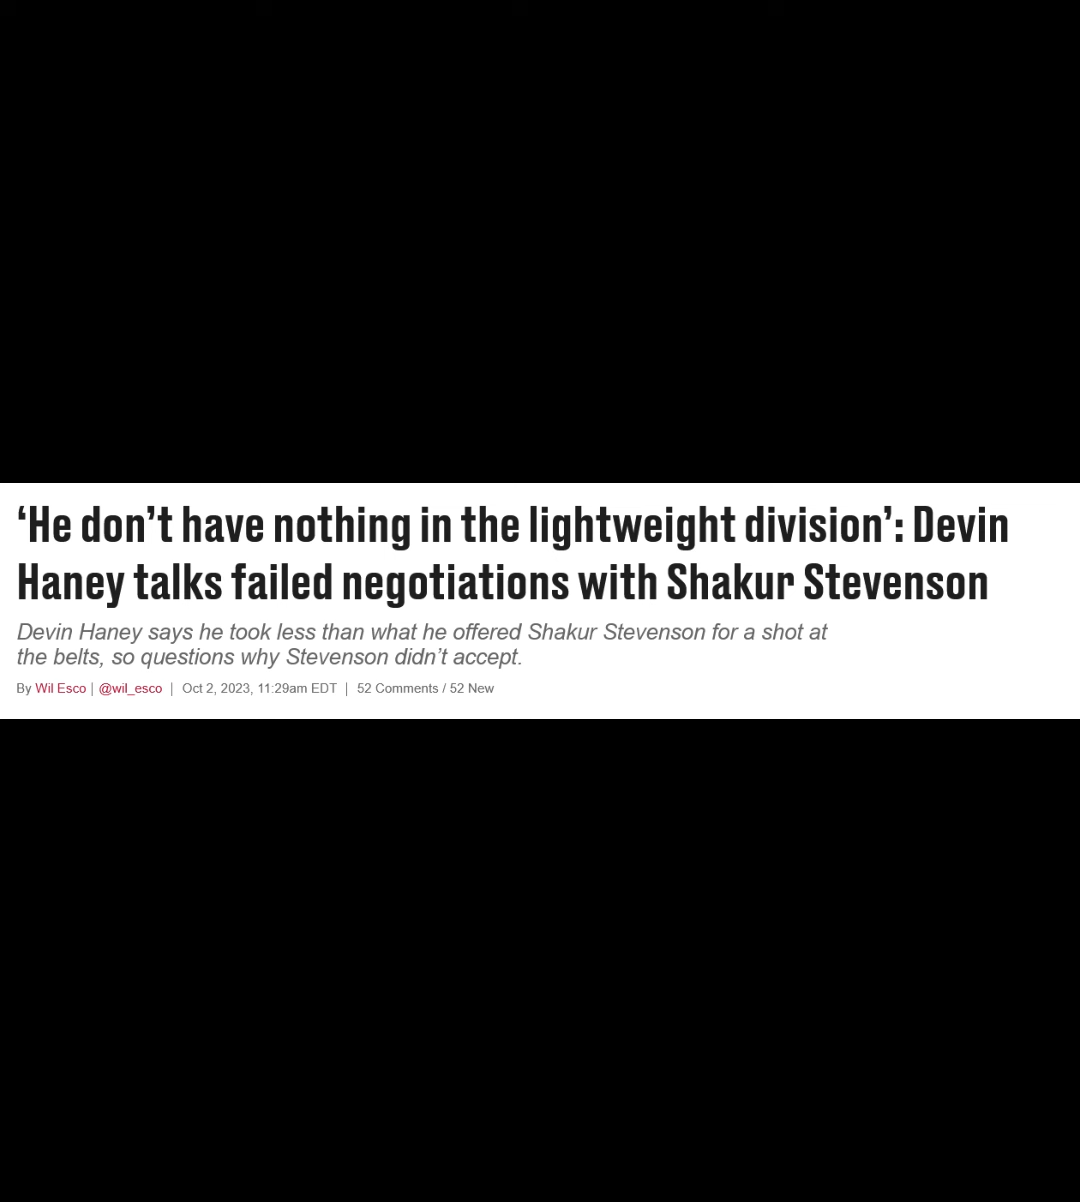 ‘He don’t have nothing in the lightweight division’: Devin
Haney talks failed negotiations with Shakur Stevenson
Devin Haney says he took less than what he offered Shakur Stevenson for a shot at
the belts, so questions why Stevenson didn’t accept.
By Wil Esco | @wil_esco | Oct 2, 2023, 11:29am EDT | 52 Comments / 52 New